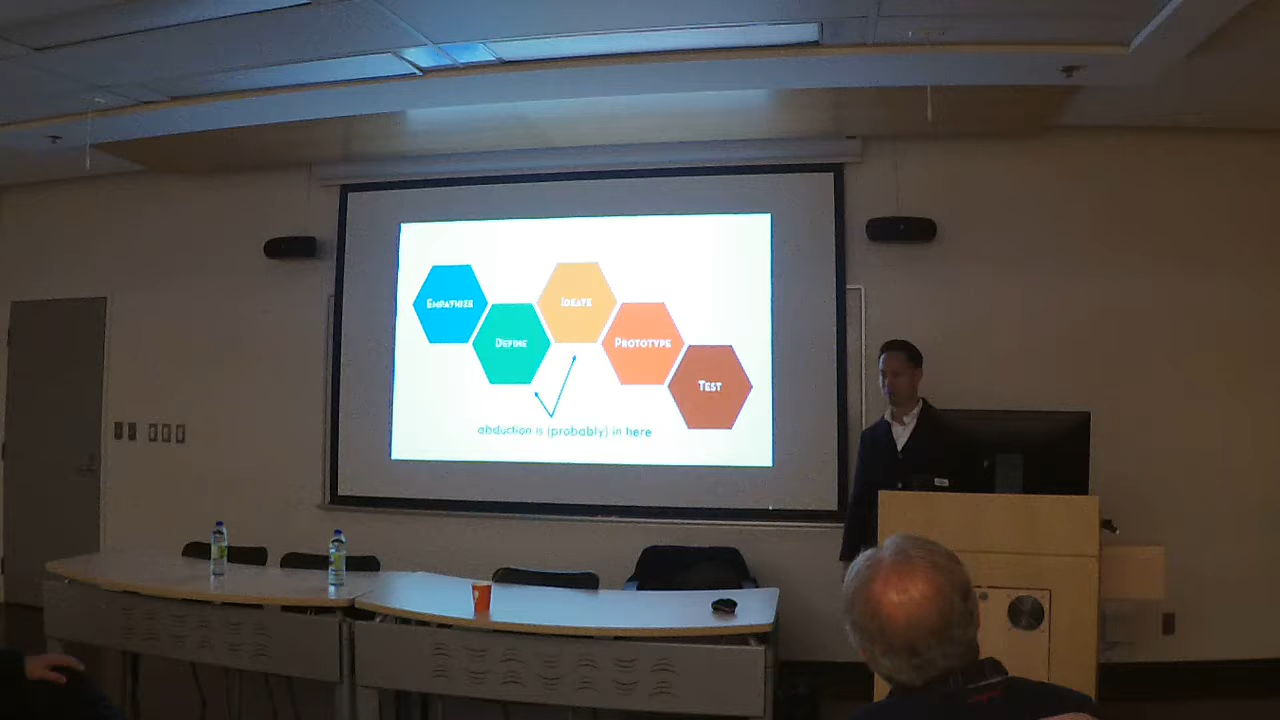 EMPATHIZE
DEFINE
IDEATE
PROTOTYPE
TEST
abduction is (probably) in here